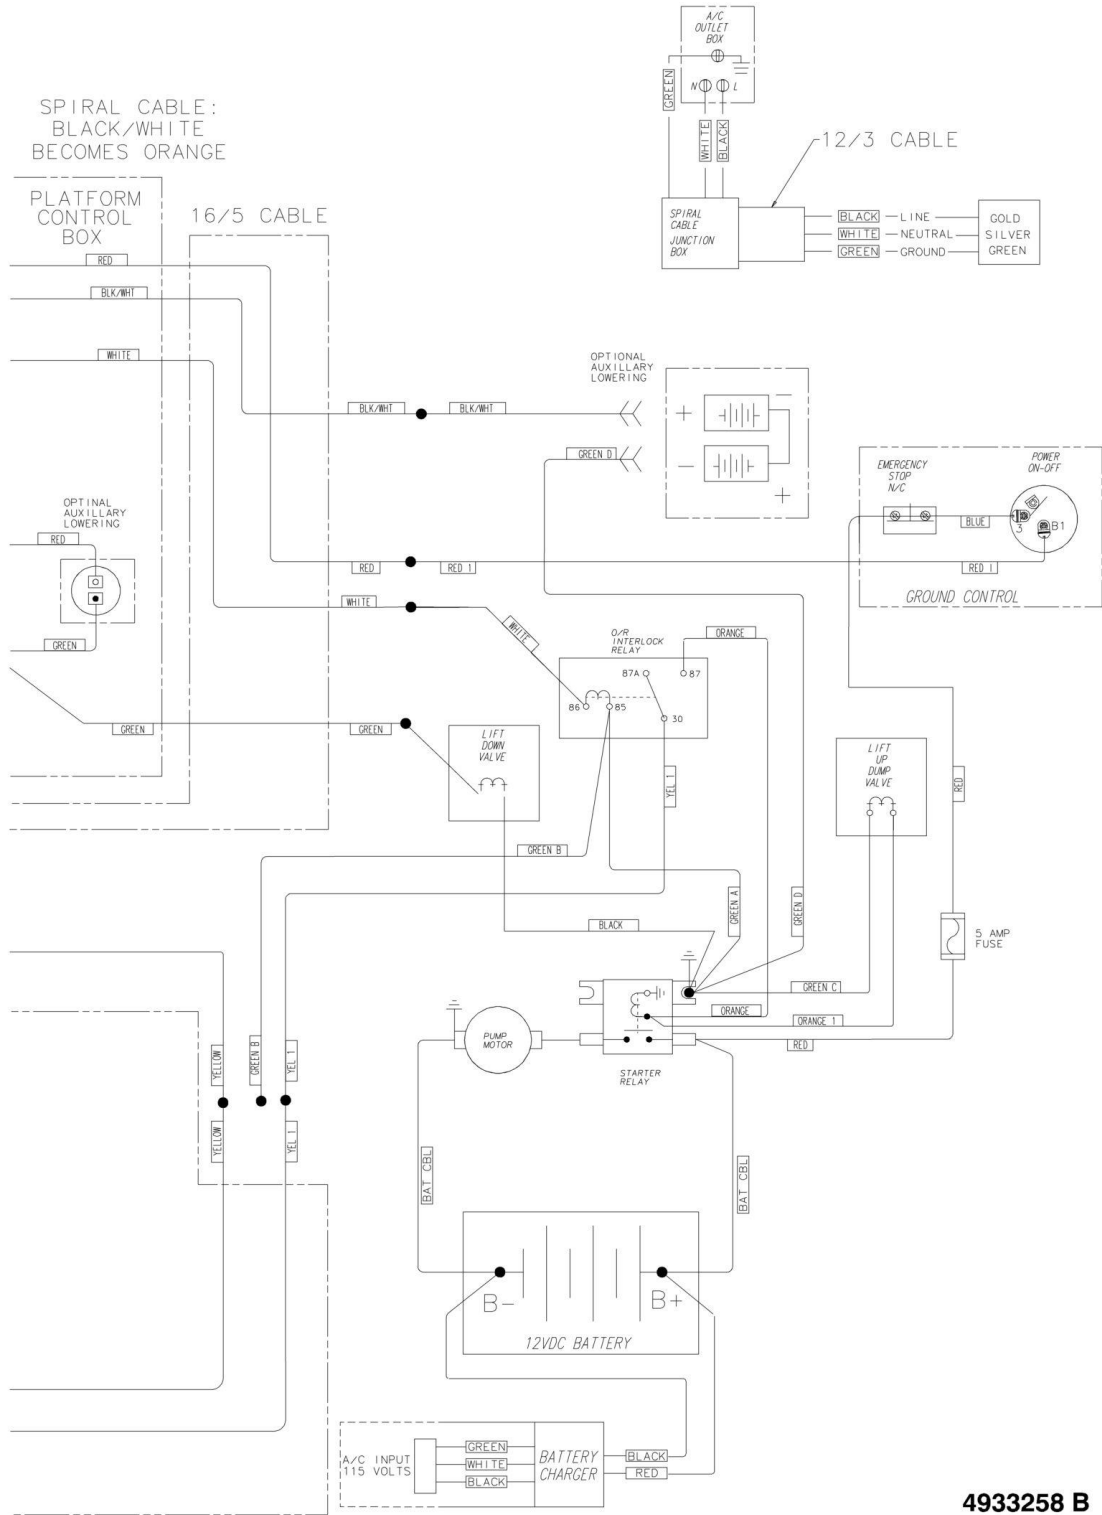 A/C
OUTLET
BOX
GREEN
N
L
WHITE
BLACK
SPIRAL CABLE:
BLACK/WHITE
BECOMES ORANGE
12/3 CABLE
PLATFORM
CONTROL
BOX
16/5 CABLE
SPIRAL
CABLE
JUNCTION
BOX
BLACK
LINE
GOLD
WHITE
NEUTRAL
SILVER
GREEN
GROUND
GREEN
RED
BLK/WHT
WHITE
OPTIONAL
AUXILLARY
LOWERING
BLK/WHT
BLK/WHT
+
−
GREEN D
−
+
EMERGENCY
STOP
N/C
POWER
ON-OFF
BLUE
3
B1
OPTINAL
AUXILLARY
LOWERING
RED
RED
RED 1
RED 1
GROUND CONTROL
WHITE
WHITE
O/R
INTERLOCK
RELAY
ORANGE
GREEN
87A
87
86
85
30
GREEN
GREEN
LIFT
DOWN
VALVE
LIFT
UP
DUMP
VALVE
YEL 1
RED
GREEN B
GREEN A
GREEN D
BLACK
5 AMP
FUSE
GREEN C
ORANGE
ORANGE 1
RED
PUMP
MOTOR
STARTER
RELAY
YELLOW
GREEN B
YEL 1
YELLOW
YEL 1
BAT CBL
BAT CBL
B-
B+
12VDC BATTERY
A/C INPUT
115 VOLTS
GREEN
WHITE
BLACK
BATTERY
CHARGER
BLACK
RED
4933258 B